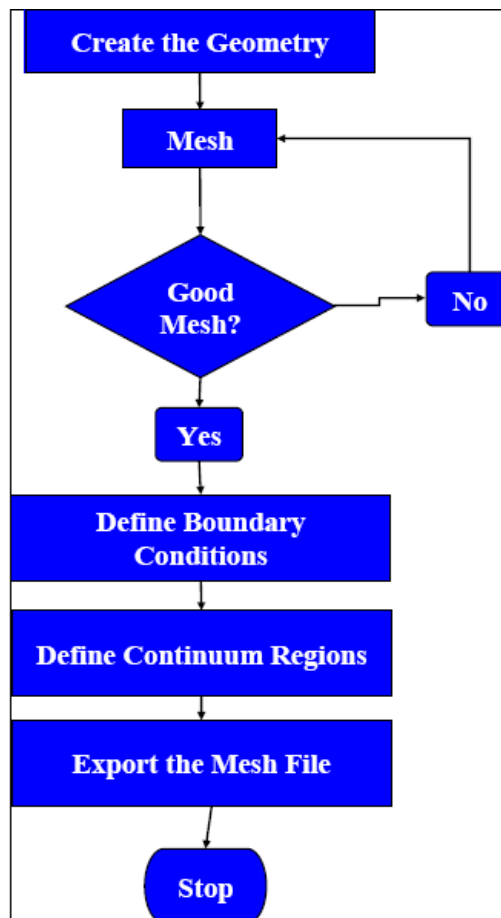 Create the Geometry
Mesh
Good
Mesh?
No
Yes
Define Boundary
Conditions
Define Continuum Regions
Export the Mesh File
Stop